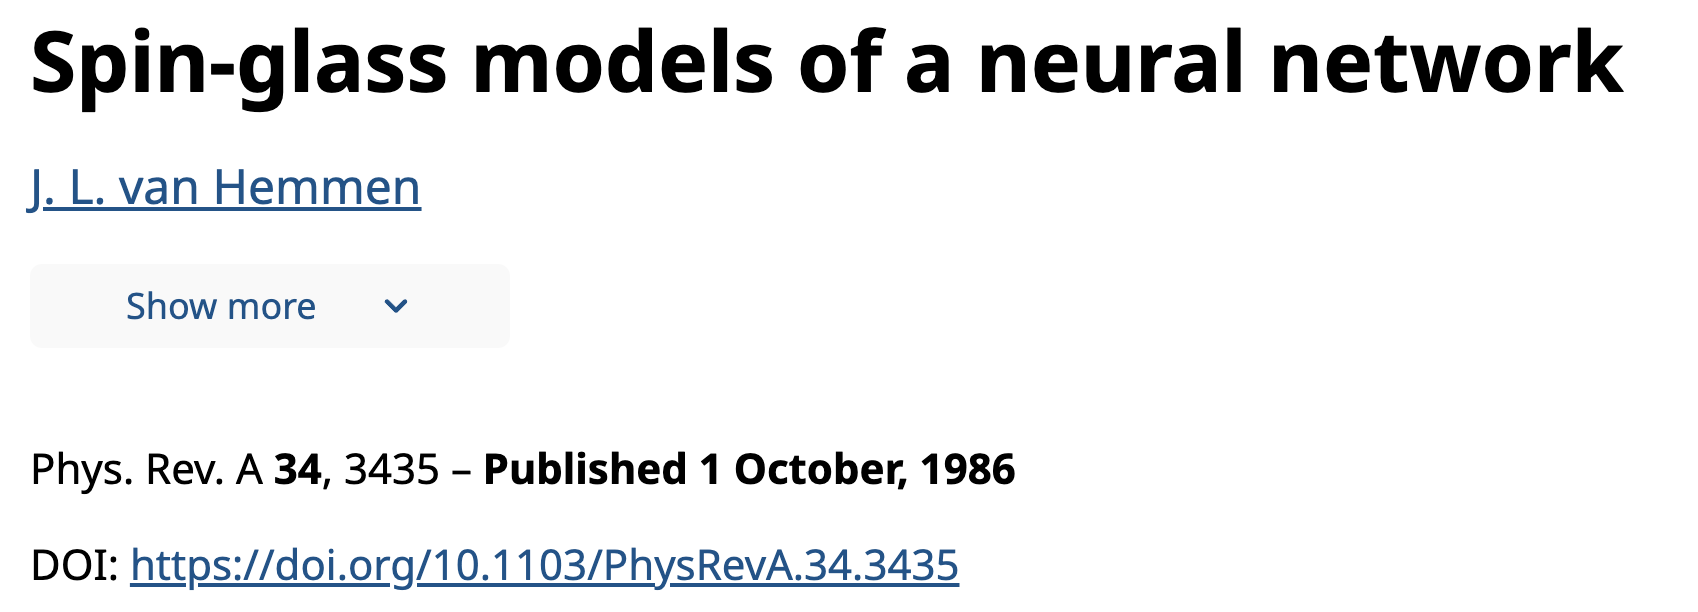 Spin-glass models of a neural network
J. L. van Hemmen
Show more
Phys. Rev. A 34, 3435 – Published 1 October, 1986
DOI: https://doi.org/10.1103/PhysRevA.34.3435